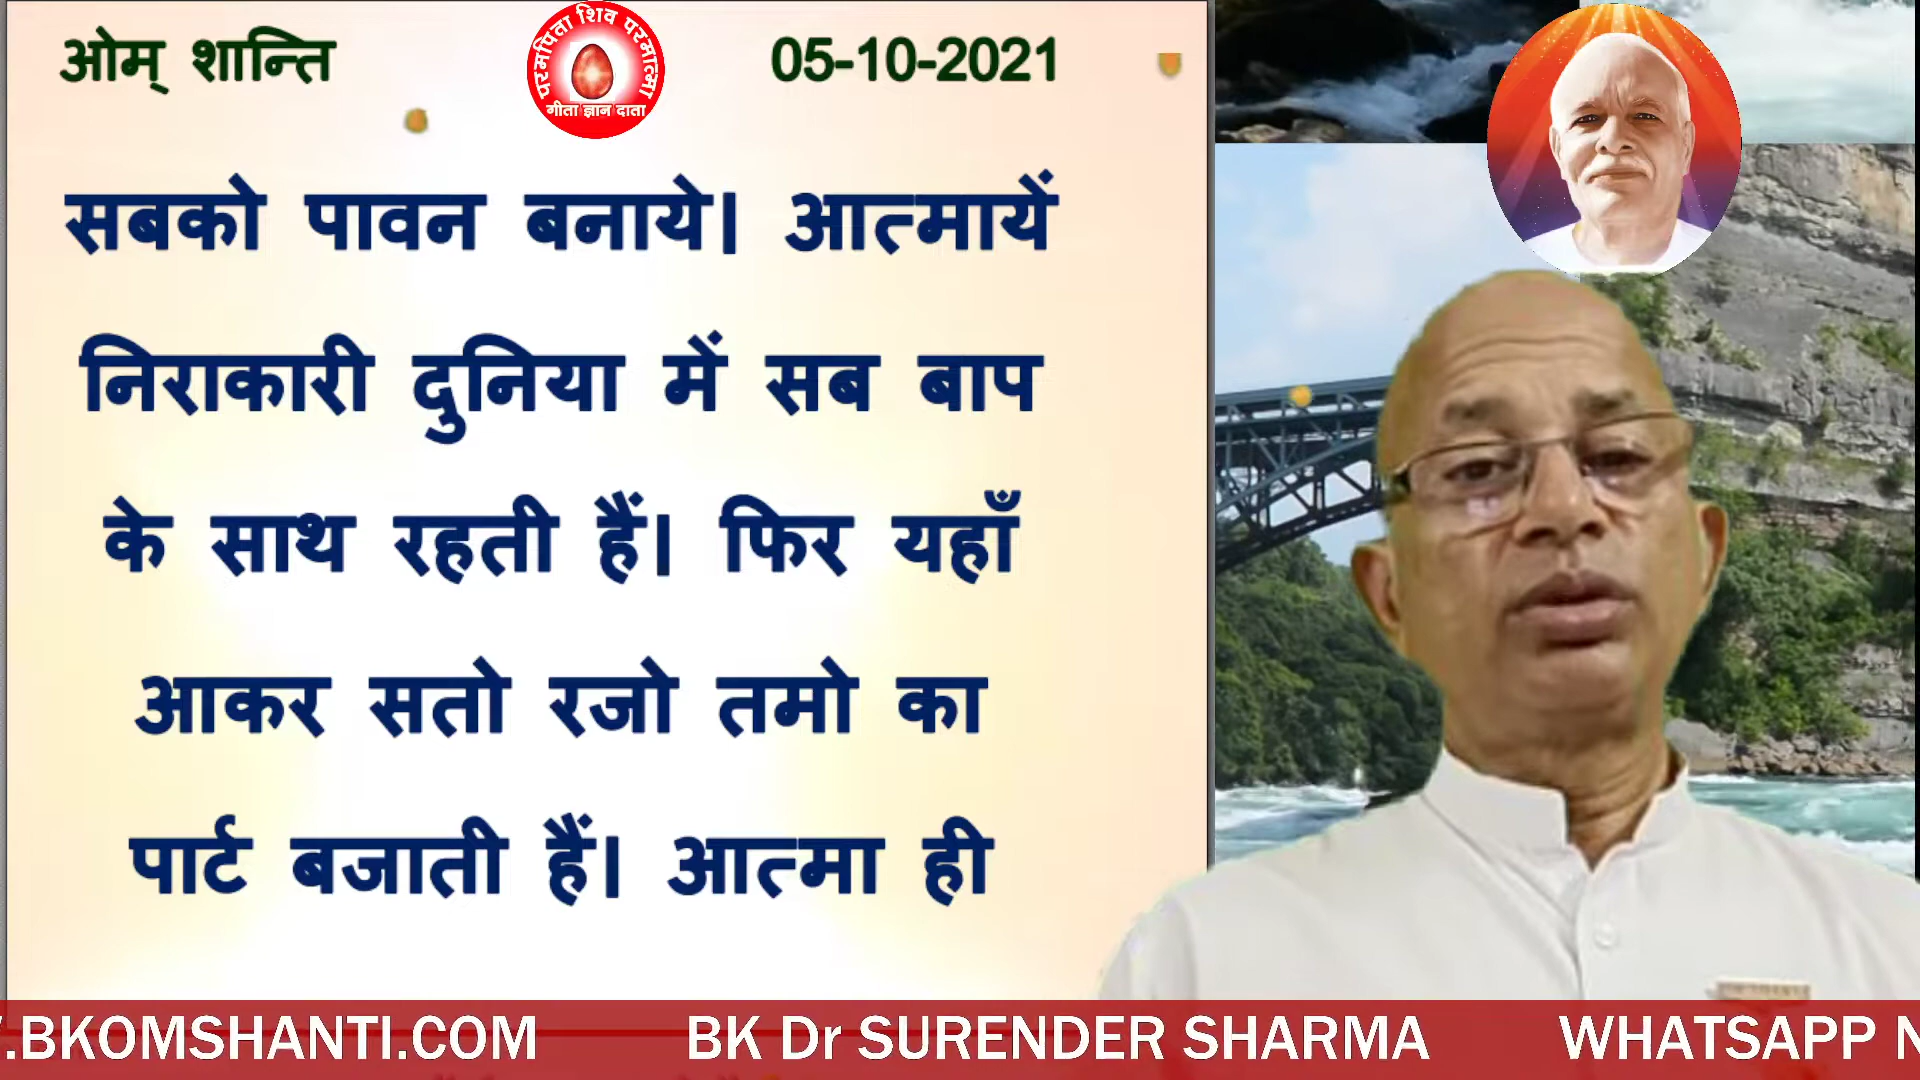 ओम् शान्ति
परमपिता शिव परमात्मा
गीता ज्ञान दाता
05-10-2021
सबको पावन बनाये। आत्मायें
निराकारी दुनिया में सब बाप
के साथ रहती हैं। फिर यहाँ
आकर सतो रजो तमो का
पार्ट बजाती हैं। आत्मा ही
.BKOMSHANTI.COM BK Dr SURENDER SHARMA WHATSAPP N